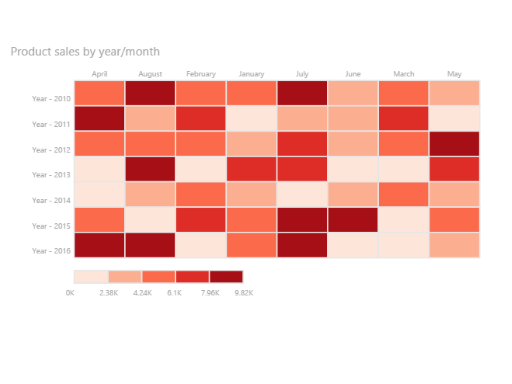 Product sales by year/month
April August February January July June March May
Year - 2010
Year - 2011
Year - 2012
Year - 2013
Year - 2014
Year - 2015
Year - 2016
0K 2.38K 4.24K 6.1K 7.96K 9.82K